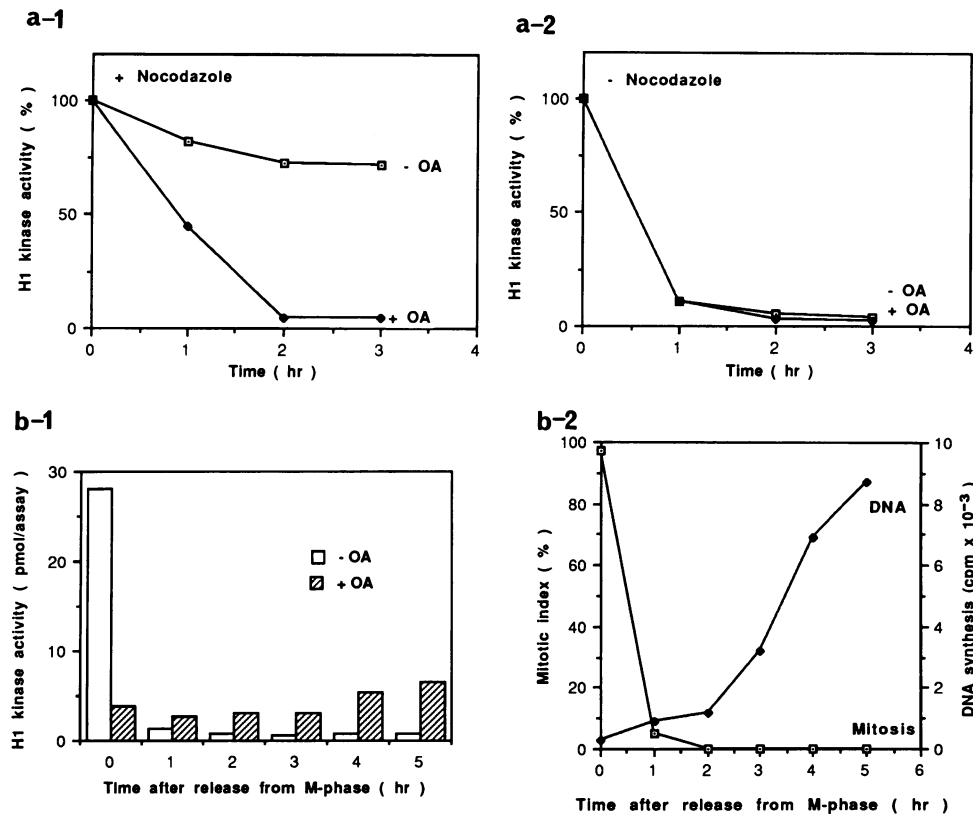 a-1
+ Nocodazole
H1 kinase activity ( % )
100
50
0
- OA
+ OA
0 1 2 3 4
Time ( hr )
a-2
- Nocodazole
H1 kinase activity ( % )
100
50
0
- OA
+ OA
0 1 2 3 4
Time ( hr )
b-1
H1 kinase activity ( pmol/assay )
30
20
10
0
- OA
+ OA
0 1 2 3 4 5
Time after release from M-phase ( hr )
b-2
Mitotic index ( % )
100
80
60
40
20
0
DNA
Mitosis
10
8
6
4
2
0
DNA synthesis (cpm x 10⁻³)
0 1 2 3 4 5 6
Time after release from M-phase ( hr )